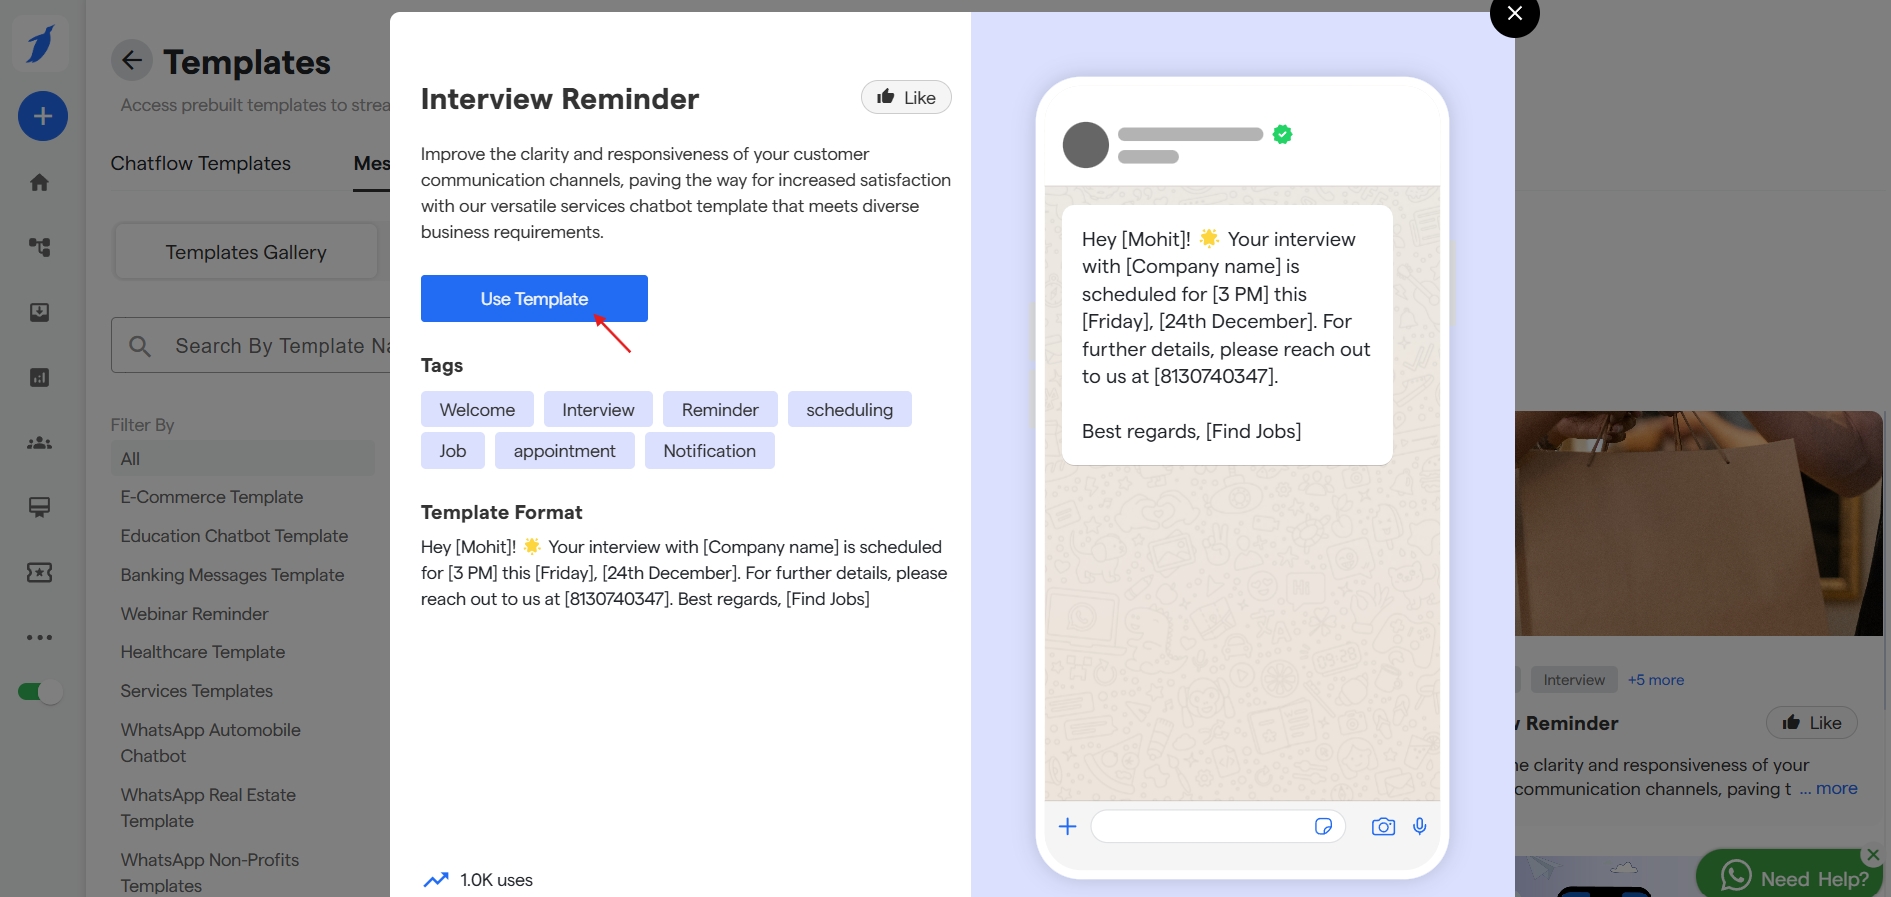 Templates
Access prebuilt templates to strea
Chatflow Templates
Mes
Templates Gallery
Search By Template Na
Filter By
All
E-Commerce Template
Education Chatbot Template
Banking Messages Template
Webinar Reminder
Healthcare Template
Services Templates
WhatsApp Automobile
Chatbot
WhatsApp Real Estate
Template
WhatsApp Non-Profits
Templates
Interview Reminder
Like
Improve the clarity and responsiveness of your customer
communication channels, paving the way for increased satisfaction
with our versatile services chatbot template that meets diverse
business requirements.
Use Template
Tags
Welcome
Interview
Reminder
scheduling
Job
appointment
Notification
Template Format
Hey [Mohit]! 🌟 Your interview with [Company name] is scheduled
for [3 PM] this [Friday], [24th December]. For further details, please
reach out to us at [8130740347]. Best regards, [Find Jobs]
1.0K uses
Hey [Mohit]! 🌟 Your interview
with [Company name] is
scheduled for [3 PM] this
[Friday], [24th December]. For
further details, please reach out
to us at [8130740347].
Best regards, [Find Jobs]
Interview
+5 more
Reminder
Like
clarity and responsiveness of your
communication channels, paving t ... more
Need Help?